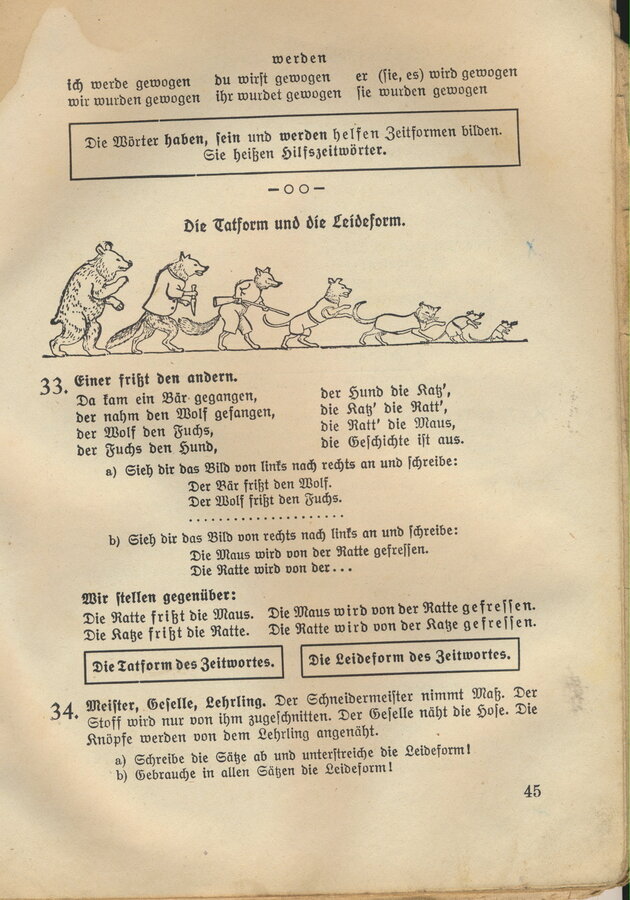 werden
ich werde gewogen du wirst gewogen er (sie, es) wird gewogen
wir wurden gewogen ihr wurdet gewogen sie wurden gewogen
Die Wörter haben, sein und werden helfen Zeitformen bilden.
Sie heißen Hilfszeitwörter.
Die Tatform und die Leideform.
33. Einer frißt den andern.
Da kam ein Bär gegangen,
der nahm den Wolf gefangen,
der Wolf den Fuchs,
der Fuchs den Hund,
der Hund die Katz',
die Katz' die Ratt',
die Ratt' die Maus,
die Geschichte ist aus.
a) Sieh dir das Bild von links nach rechts an und schreibe:
Der Bär frißt den Wolf.
Der Wolf frißt den Fuchs.
. . . . . . . . . . . . . . . . . . . .
b) Sieh dir das Bild von rechts nach links an und schreibe:
Die Maus wird von der Ratte gefressen.
Die Ratte wird von der...
Wir stellen gegenüber:
Die Ratte frißt die Maus. Die Maus wird von der Ratte gefressen.
Die Katze frißt die Ratte. Die Ratte wird von der Katze gefressen.
Die Tatform des Zeitwortes. Die Leideform des Zeitwortes.
34. Meister, Geselle, Lehrling. Der Schneidermeister nimmt Maß. Der
Stoff wird nur von ihm zugeschnitten. Der Geselle näht die Hose. Die
Knöpfe werden von dem Lehrling angenäht.
a) Schreibe die Sätze ab und unterstreiche die Leideform!
b) Gebrauche in allen Sätzen die Leideform!
45